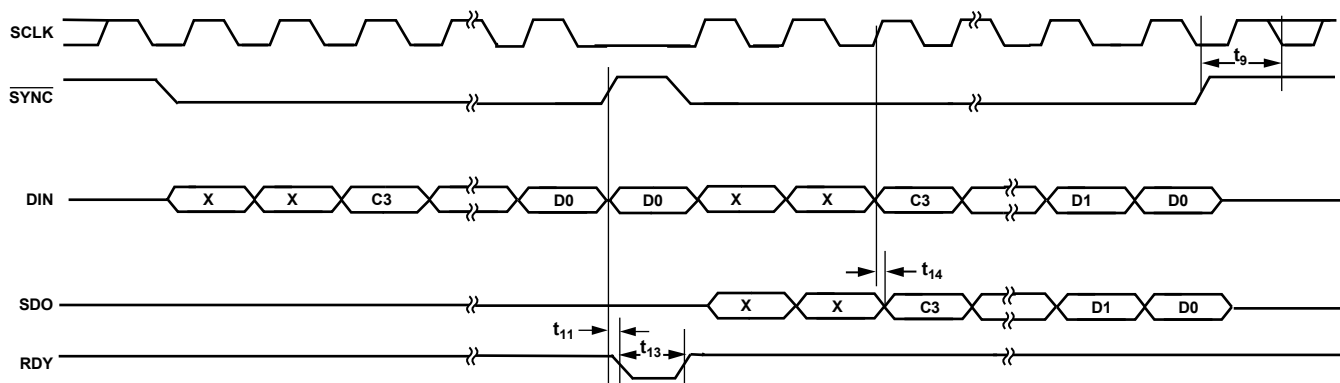 SCLK
t9
SYNC
DIN X X C3 D0 D0 X X C3 D1 D0
t14
SDO X X C3 D1 D0
t11 t13
RDY